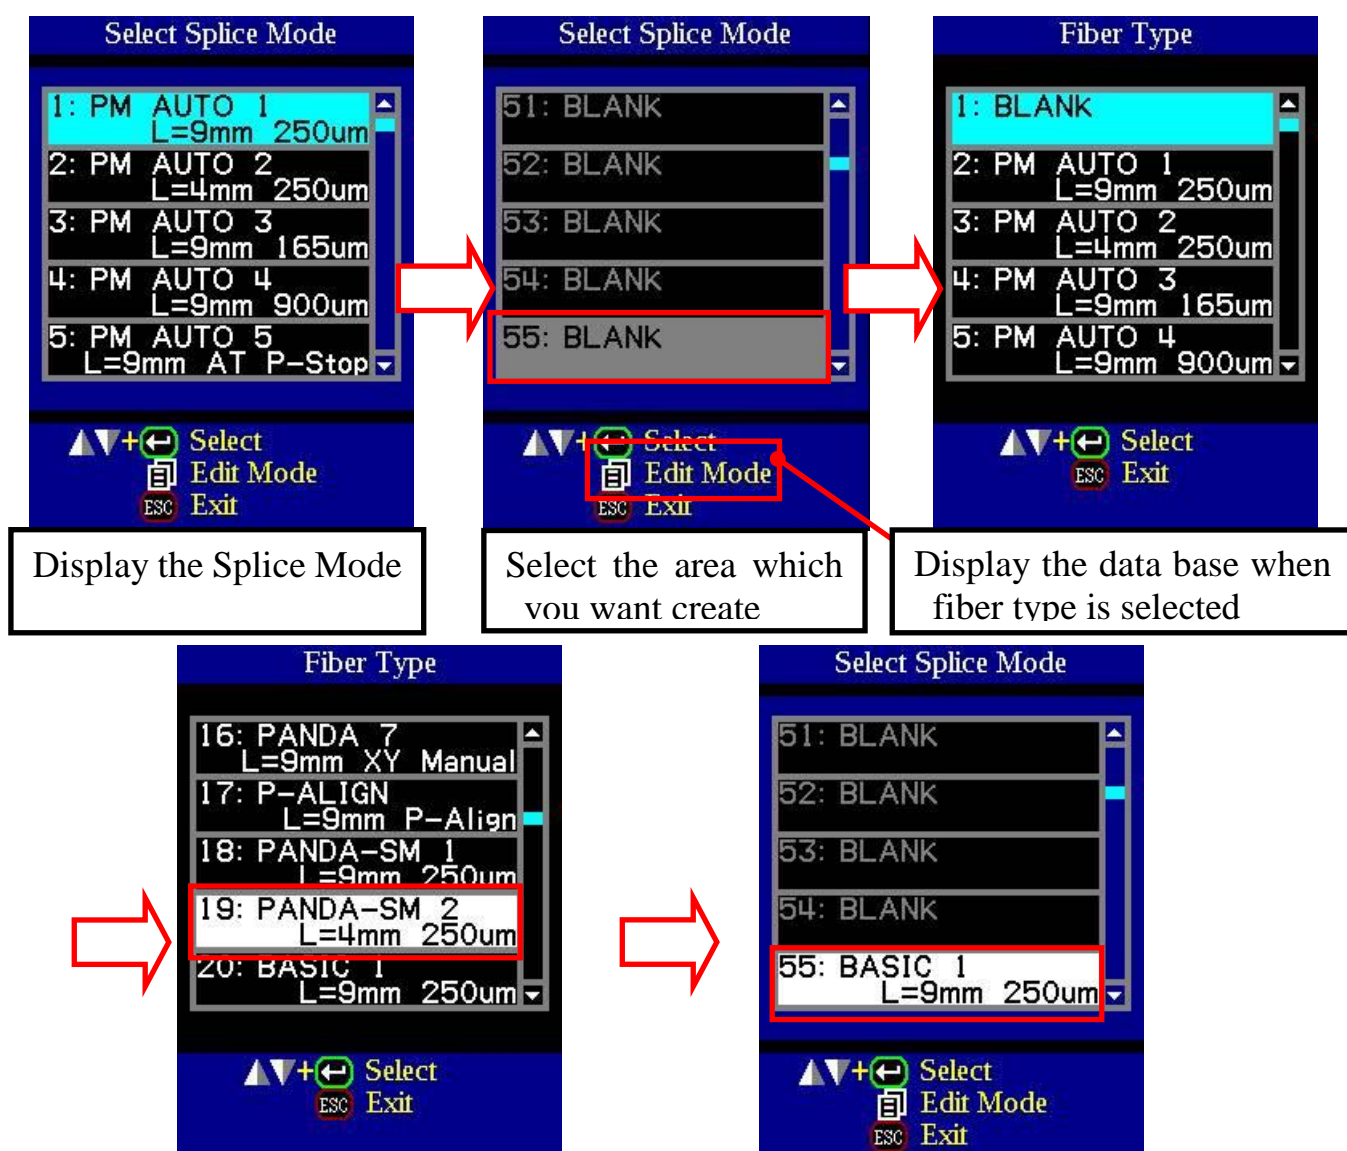 Select Splice Mode
1: PM AUTO 1
L=9mm 250um
2: PM AUTO 2
L=4mm 250um
3: PM AUTO 3
L=9mm 165um
4: PM AUTO 4
L=9mm 900um
5: PM AUTO 5
L=9mm AT P-Stop
+ Select
Edit Mode
ESC Exit
Display the Splice Mode
Select Splice Mode
51: BLANK
52: BLANK
53: BLANK
54: BLANK
55: BLANK
+ Select
Edit Mode
ESC Exit
Select the area which
you want create
Fiber Type
1: BLANK
2: PM AUTO 1
L=9mm 250um
3: PM AUTO 2
L=4mm 250um
4: PM AUTO 3
L=9mm 165um
5: PM AUTO 4
L=9mm 900um
+ Select
ESC Exit
Display the data base when
fiber type is selected
Fiber Type
16: PANDA 7
L=9mm XY Manual
17: P-ALIGN
L=9mm P-Align
18: PANDA-SM 1
L=9mm 250um
19: PANDA-SM 2
L=4mm 250um
20: BASIC 1
L=9mm 250um
+ Select
ESC Exit
Select Splice Mode
51: BLANK
52: BLANK
53: BLANK
54: BLANK
55: BASIC 1
L=9mm 250um
+ Select
Edit Mode
ESC Exit